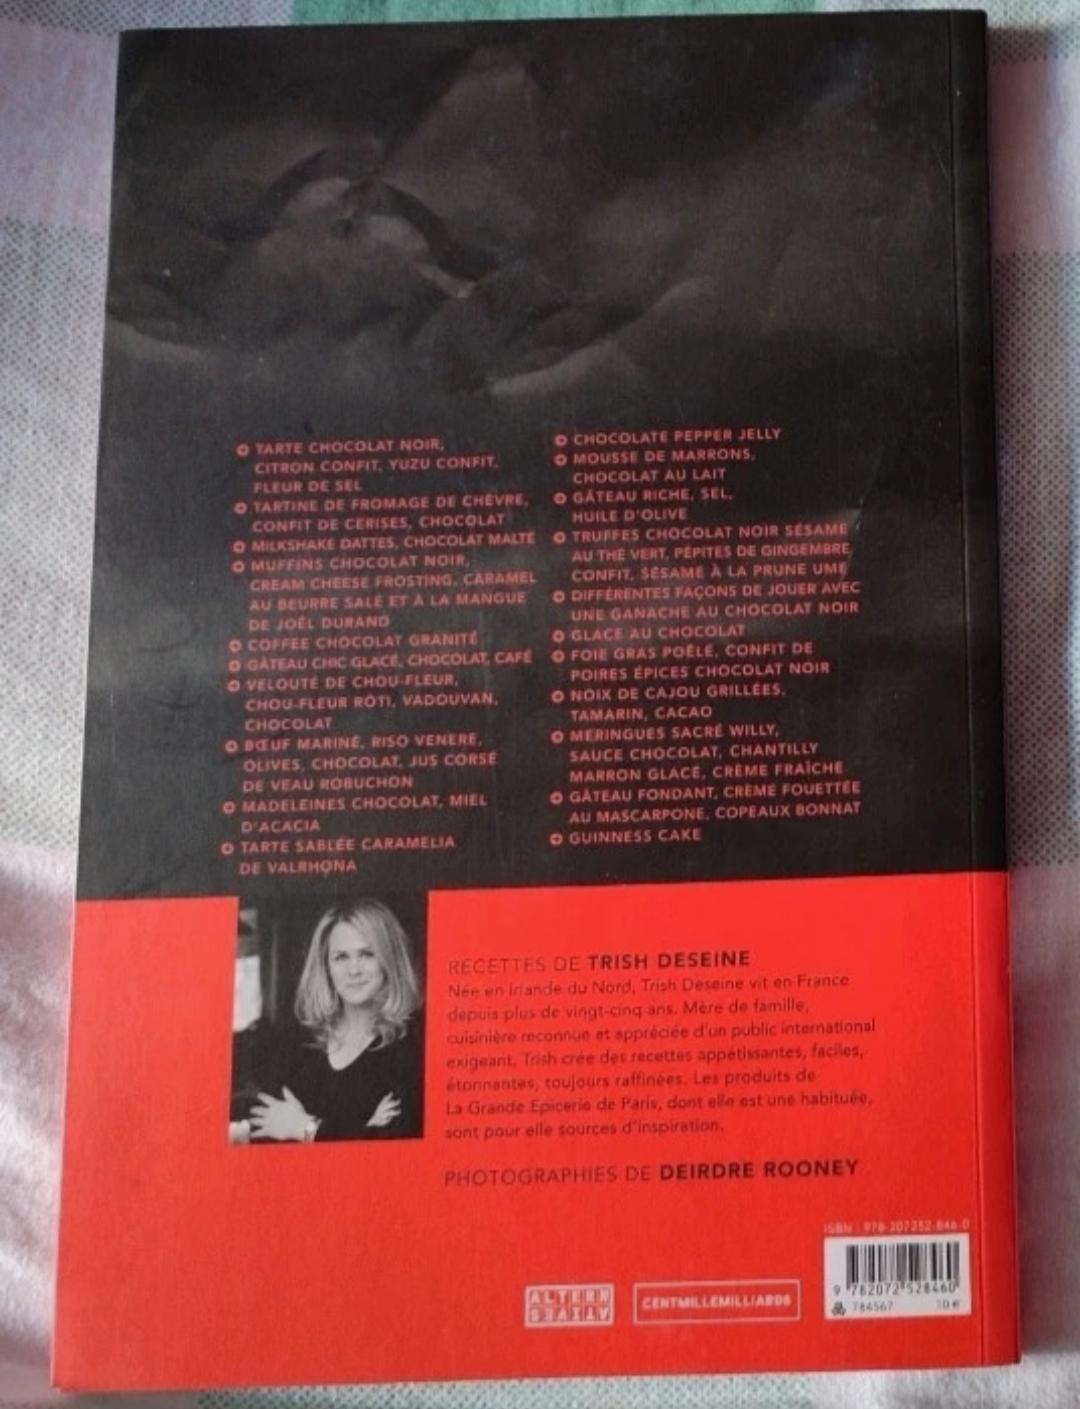 TARTE CHOCOLAT NOIR,
CITRON CONFIT, YUZU CONFIT,
FLEUR DE SEL
TARTINE DE FROMAGE DE CHÈVRE,
CONFIT DE CERISES, CHOCOLAT
MILKSHAKE DATTES, CHOCOLAT MALTÉ
MUFFINS CHOCOLAT NOIR,
CREAM CHEESE FROSTING, CARAMEL
AU BEURRE SALÉ ET À LA MANGUE
DE JOËL DURAND
COFFEE CHOCOLAT GRANITÉ
GÂTEAU CHIC GLACÉ, CHOCOLAT, CAFÉ
VELOUTÉ DE CHOU-FLEUR,
CHOU-FLEUR RÔTI, VADOUVAN,
CHOCOLAT
BŒUF MARINÉ, RISO VENERE,
OLIVES, CHOCOLAT, JUS CORSÉ
DE VEAU ROBUCHON
MADELEINES CHOCOLAT, MIEL
D'ACACIA
TARTE SABLÉE CARAMELIA
DE VALRHONA
CHOCOLATE PEPPER JELLY
MOUSSE DE MARRONS,
CHOCOLAT AU LAIT
GÂTEAU RICHE, SEL,
HUILE D'OLIVE
TRUFFES CHOCOLAT NOIR SÉSAME
AU THÉ VERT, PÉPITES DE GINGEMBRE
CONFIT, SÉSAME À LA PRUNE UMÉ
DIFFÉRENTES FAÇONS DE JOUER AVEC
UNE GANACHE AU CHOCOLAT NOIR
GLACE AU CHOCOLAT
FOIE GRAS POÊLÉ, CONFIT DE
POIRES ÉPICES CHOCOLAT NOIR
NOIX DE CAJOU GRILLÉES,
TAMARIN, CACAO
MERINGUES SACRÉ WILLY,
SAUCE CHOCOLAT, CHANTILLY
MARRON GLACÉ, CRÈME FRAÎCHE
GÂTEAU FONDANT, CRÈME FOUETTÉE
AU MASCARPONE, COPEAUX BONNAT
GUINNESS CAKE
RECETTES DE TRISH DESEINE
Née en Irlande du Nord, Trish Deseine vit en France
depuis plus de vingt-cinq ans. Mère de famille,
cuisinière reconnue et appréciée d'un public international
exigeant, Trish crée des recettes appétissantes, faciles,
étonnantes, toujours raffinées. Les produits de
La Grande Epicerie de Paris, dont elle est une habituée,
sont pour elle sources d'inspiration.
PHOTOGRAPHIES DE DEIRDRE ROONEY
ISBN : 978-207252-846-0
9 782072 528460
784567 10 €
ALTERN
ATIVES
CENTMILLEMILLIARDS